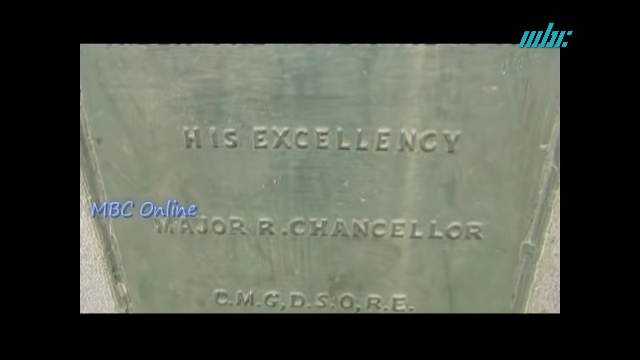 mbc
HIS EXCELLENCY
MBC Online
MAJOR R.CHANCELLOR
C.M.G,D.S.O,R.E.